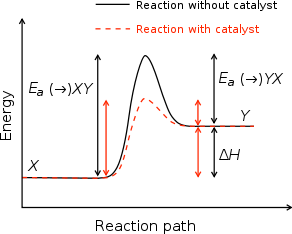 Reaction without catalyst
Reaction with catalyst
Eₐ (→)XY
Eₐ (→)YX
Energy
X
Y
ΔH
Reaction path